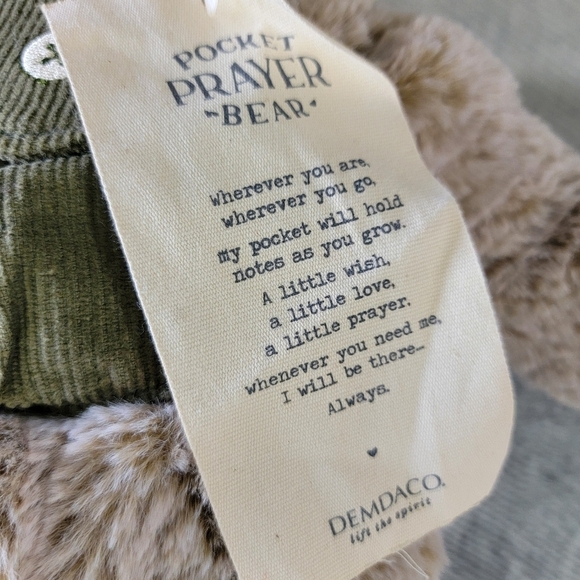 POCKET
PRAYER
BEAR
Wherever you are,
wherever you go,
my pocket will hold
notes as you grow.
A little wish,
a little love,
a little prayer.
whenever you need me,
I will be there...
Always.
DEMDACO.
lift the spirit